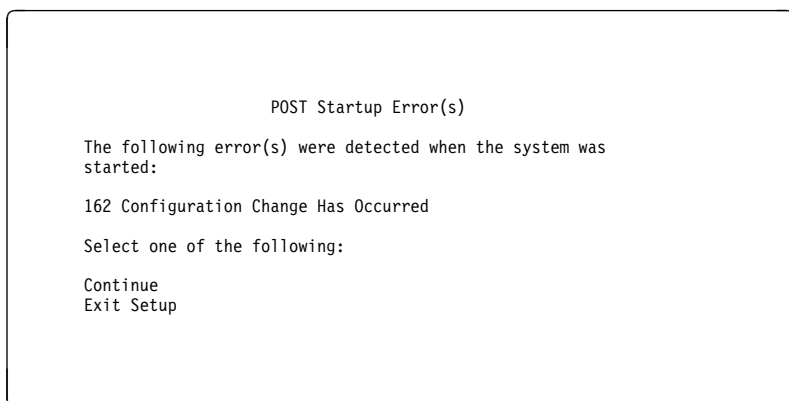 POST Startup Error(s)
The following error(s) were detected when the system was
started:
162 Configuration Change Has Occurred
Select one of the following:
Continue
Exit Setup